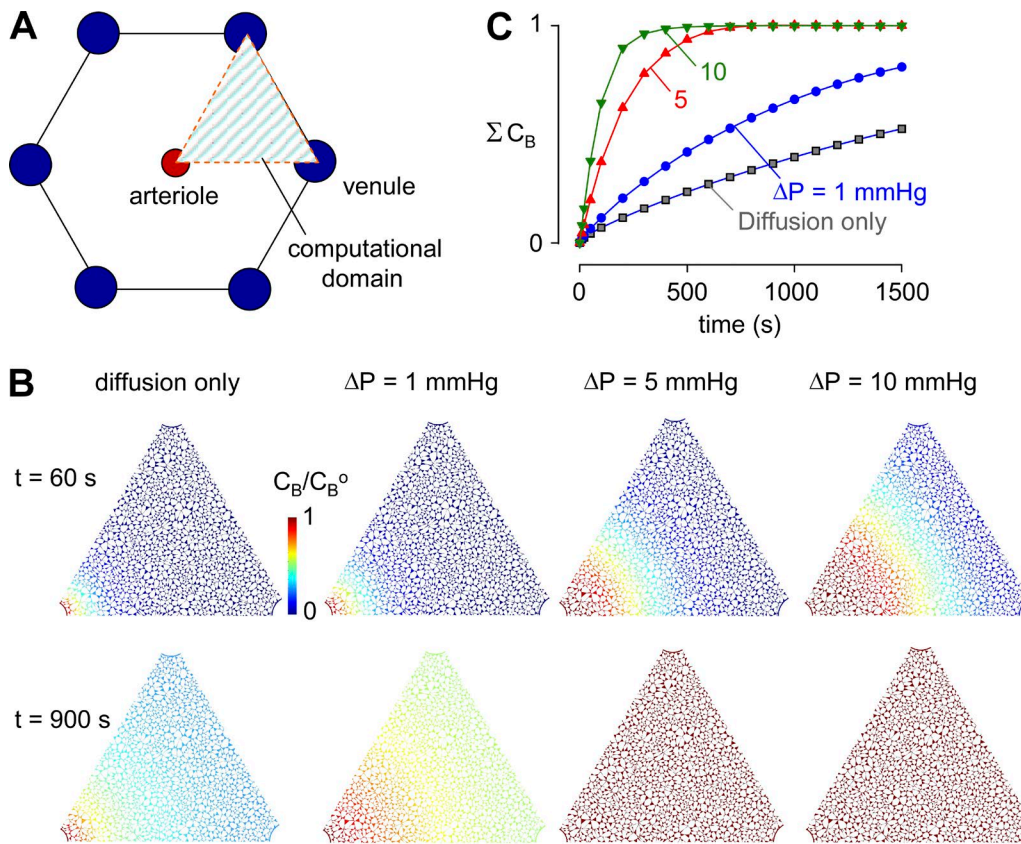 A
arteriole
venule
computational
domain
C
1
Σ C_B
0
10
5
ΔP = 1 mmHg
Diffusion only
0
500
1000
1500
time (s)
B
diffusion only
ΔP = 1 mmHg
ΔP = 5 mmHg
ΔP = 10 mmHg
t = 60 s
C_B/C_B^o
1
0
t = 900 s